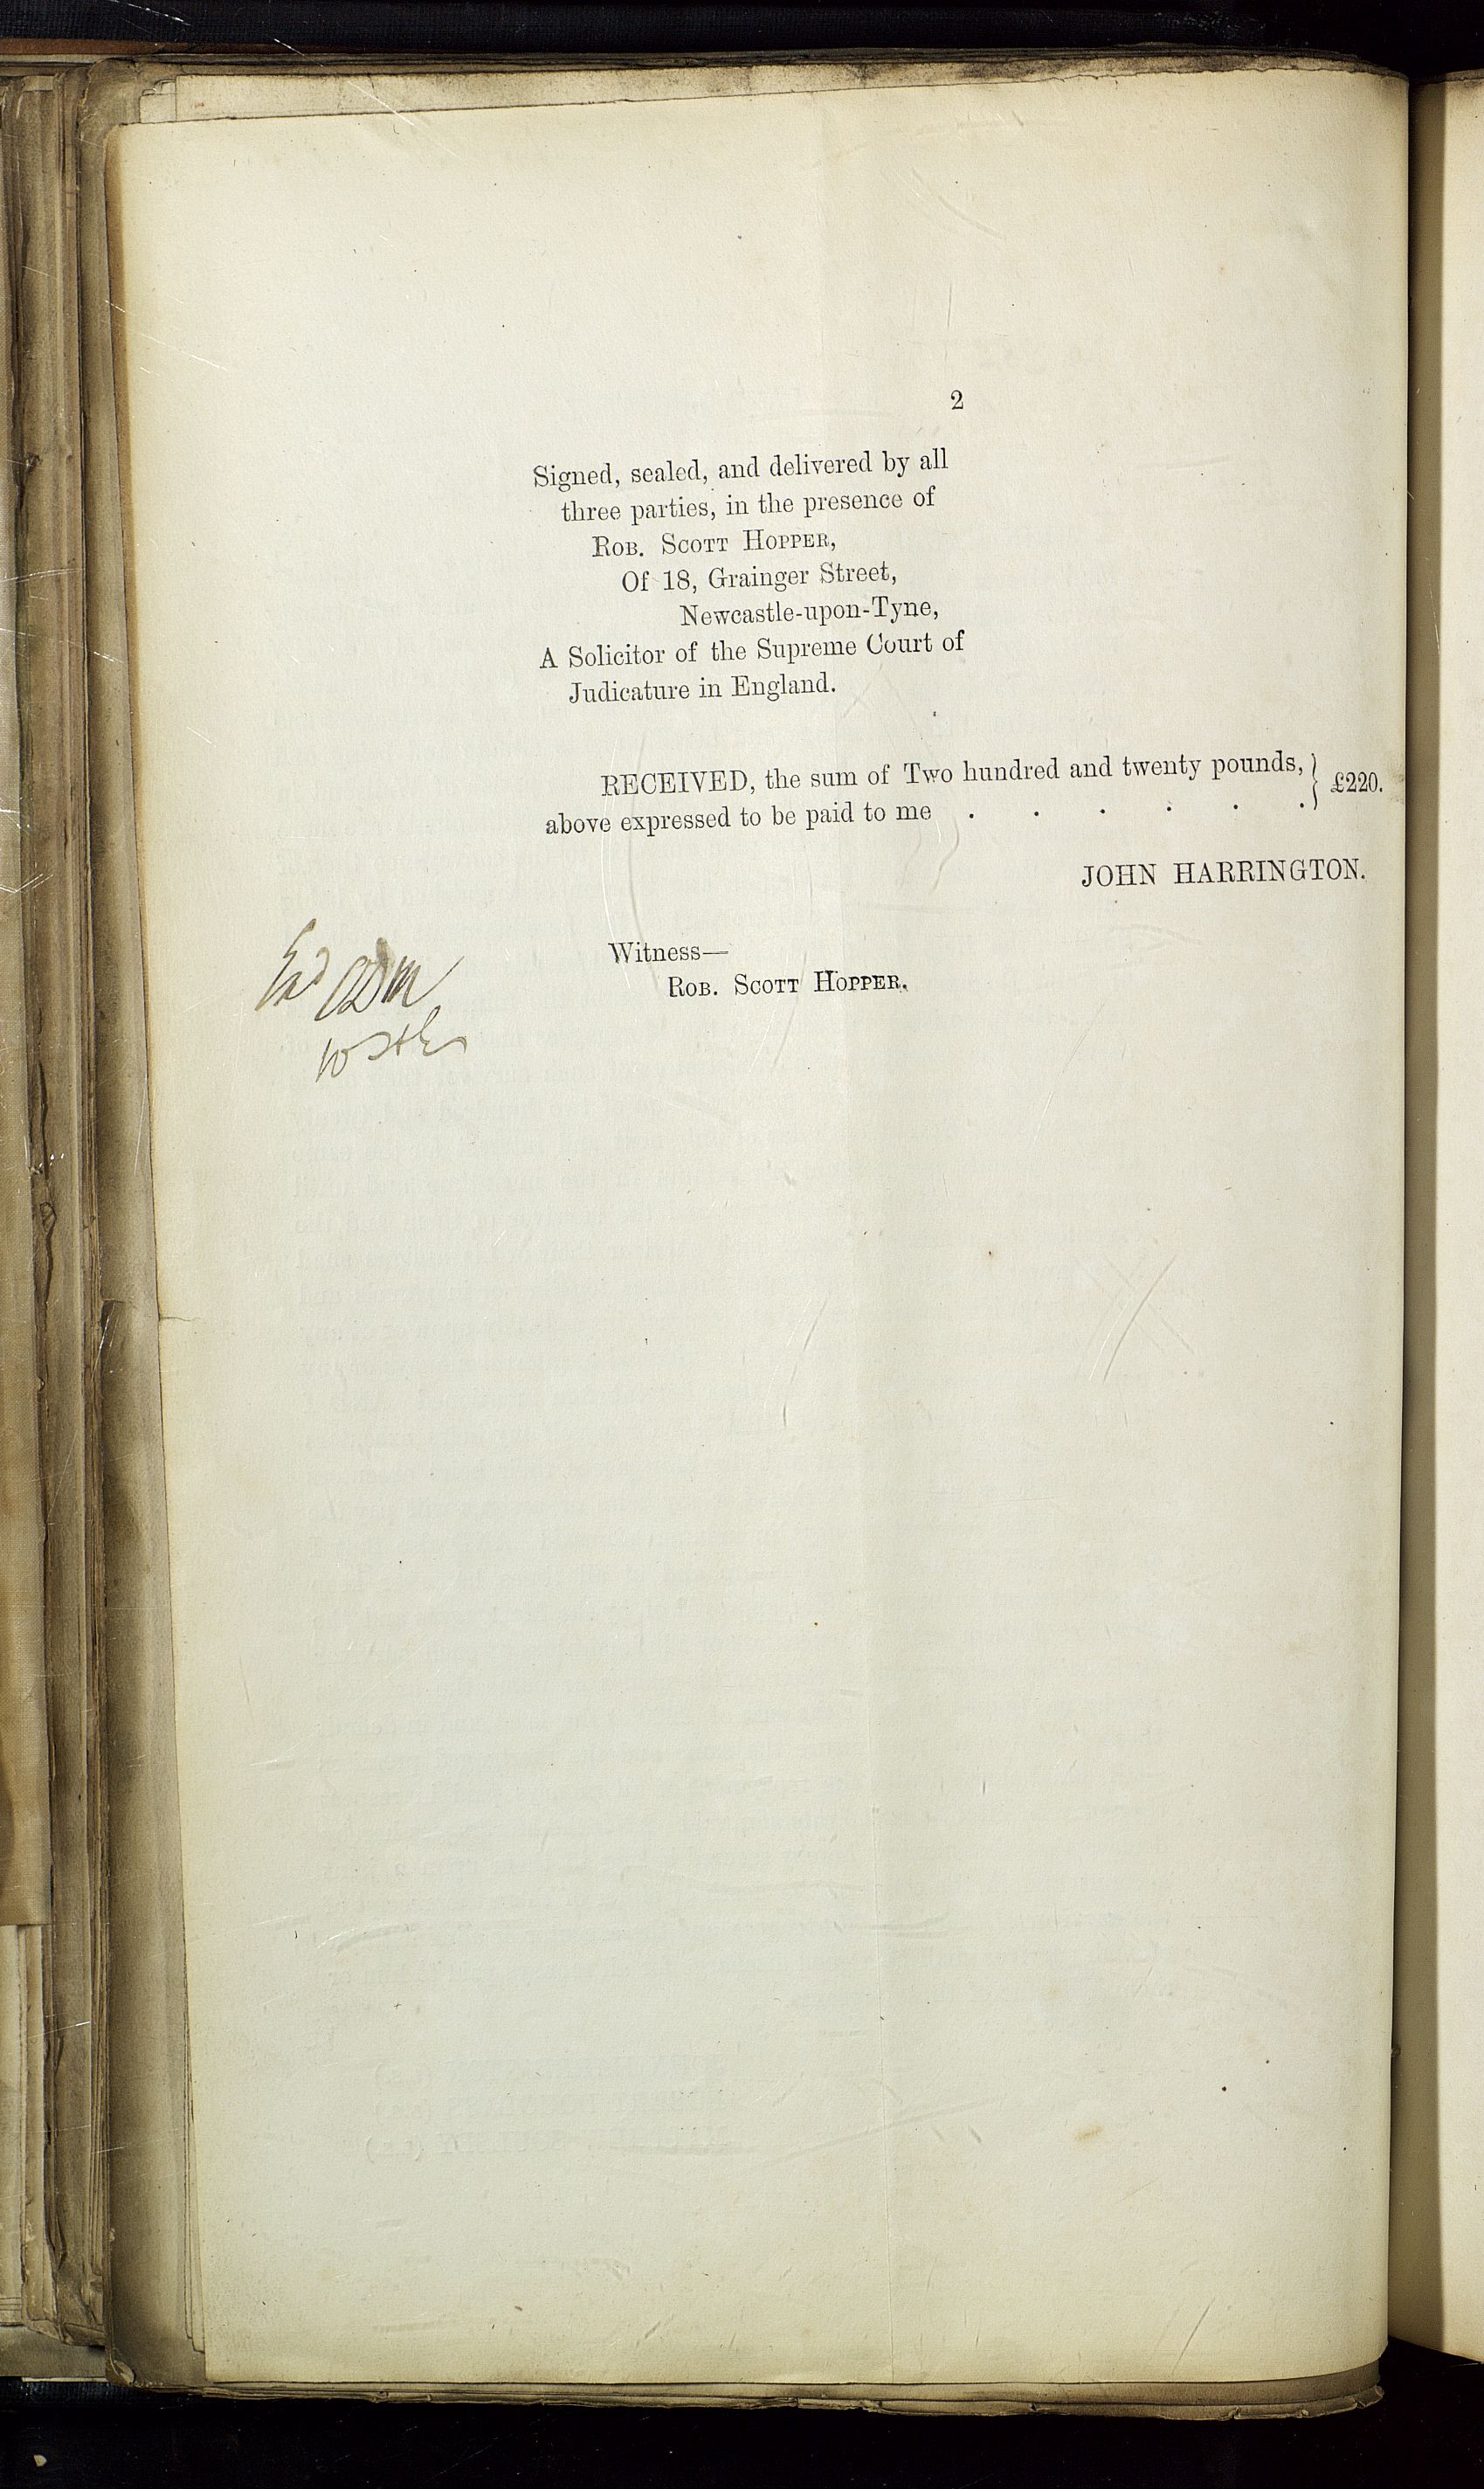 2
Signed, sealed, and delivered by all
three parties, in the presence of
ROB. SCOTT HOPPER,
Of 18, Grainger Street,
Newcastle-upon-Tyne,
A Solicitor of the Supreme Court of
Judicature in England.
RECEIVED, the sum of Two hundred and twenty pounds, } £220.
above expressed to be paid to me . . . . . .
JOHN HARRINGTON.
Witness—
ROB. SCOTT HOPPER.